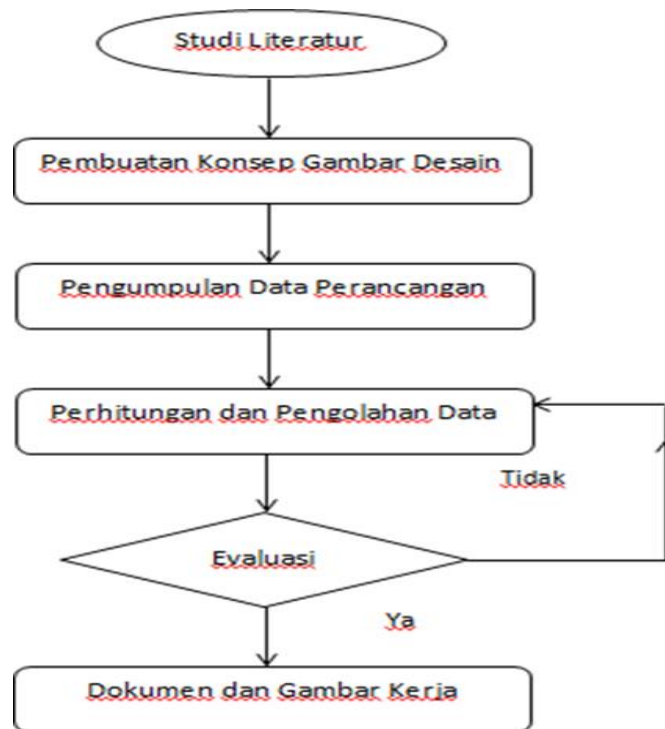 Studi Literatur
Pembuatan Konsep Gambar Desain
Pengumpulan Data Perancangan
Perhitungan dan Pengolahan Data
Tidak
Evaluasi
Ya
Dokumen dan Gambar Kerja